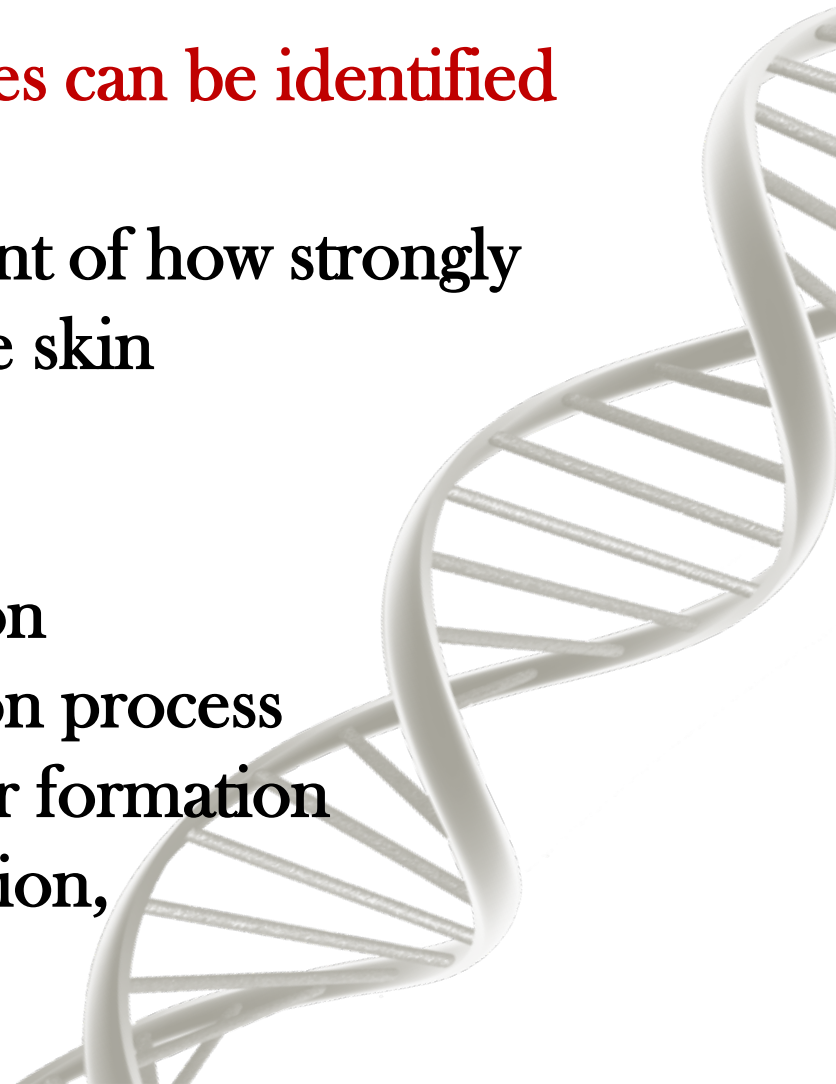 es can be identified
nt of how strongly
e skin
on
on process
r formation
ion,